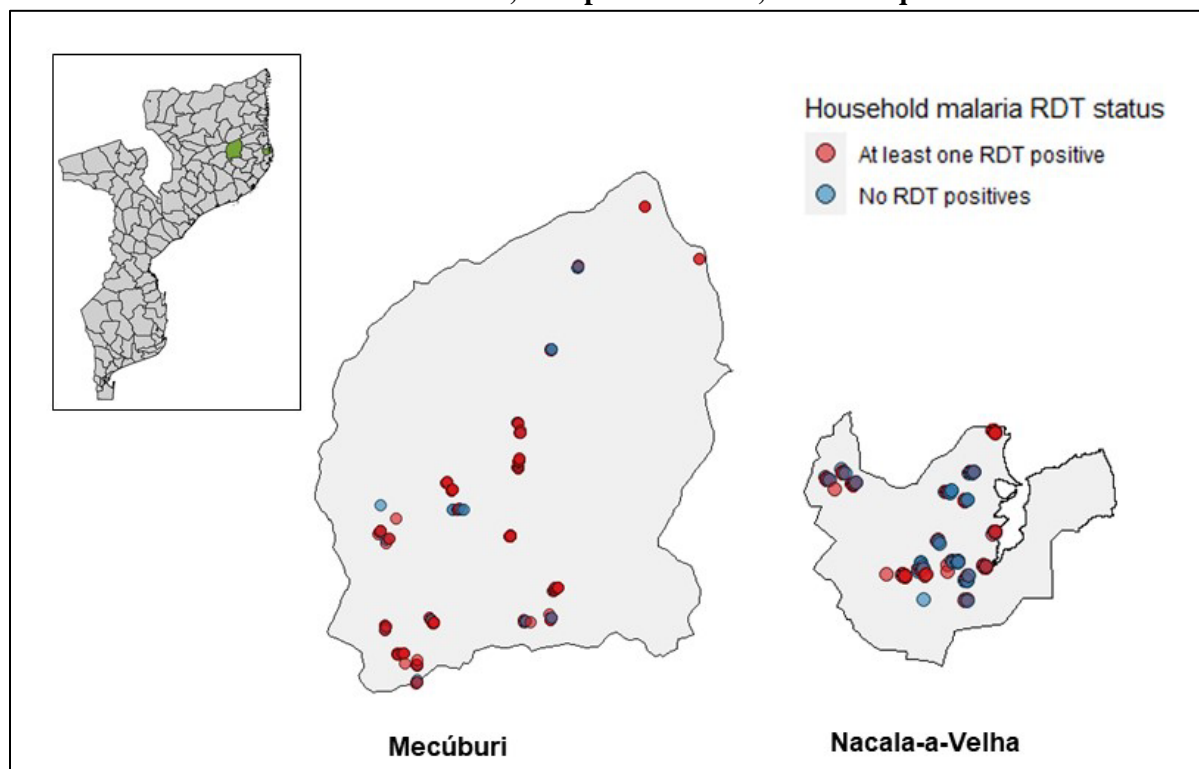 Household malaria RDT status
At least one RDT positive
No RDT positives
Mecúburi
Nacala-a-Velha